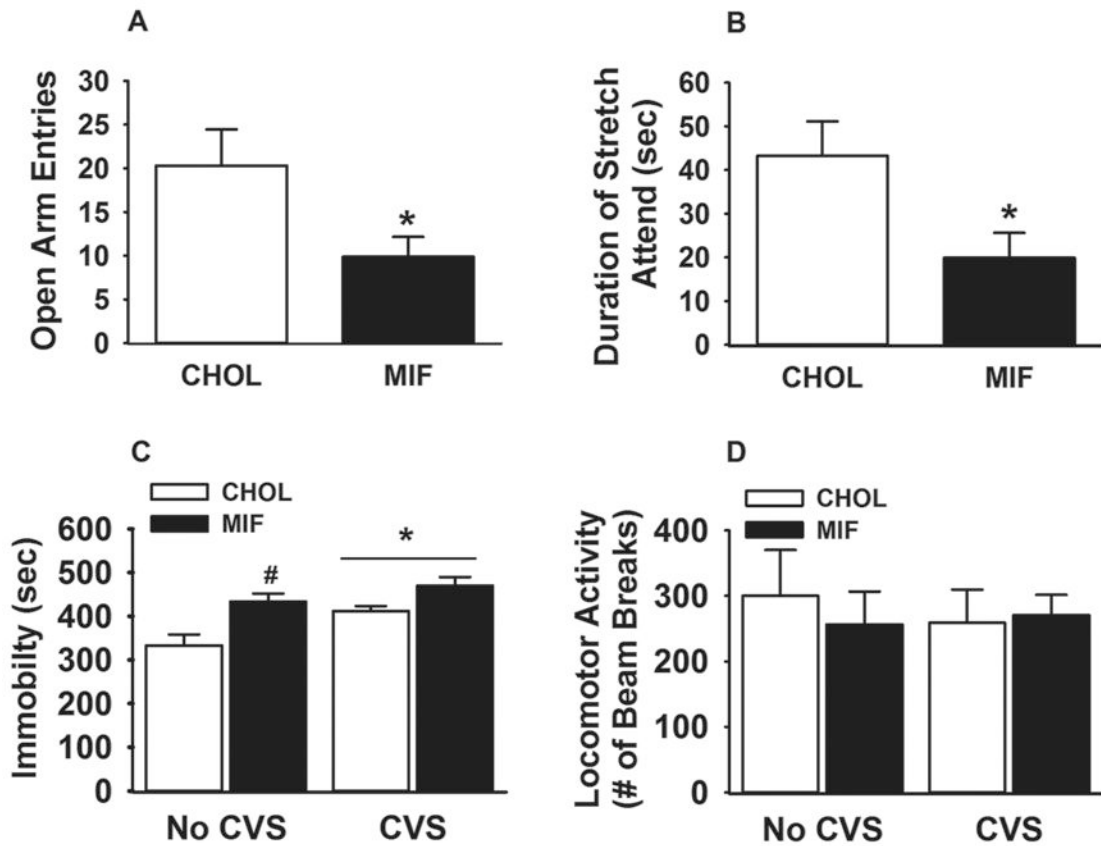 A
Open Arm Entries
30
25
20
15
10
5
0
*
CHOL MIF
B
Duration of Stretch
Attend (sec)
60
50
40
30
20
10
0
*
CHOL MIF
C
CHOL
MIF
Immobilty (sec)
600
500
400
300
200
100
0
#
*
No CVS CVS
D
CHOL
MIF
Locomotor Activity
(# of Beam Breaks)
400
300
200
100
0
No CVS CVS